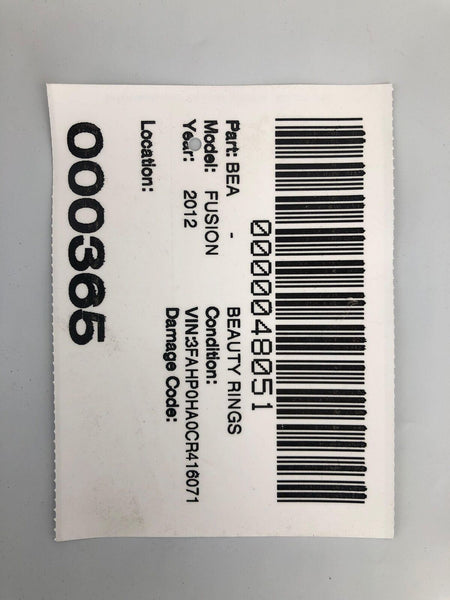 0000048051
Part: BEA - BEAUTY RINGS
Model: FUSION Condition:
Year: 2012 VIN:3FAHP0HA0CR416071
Damage Code:
Location:
000365